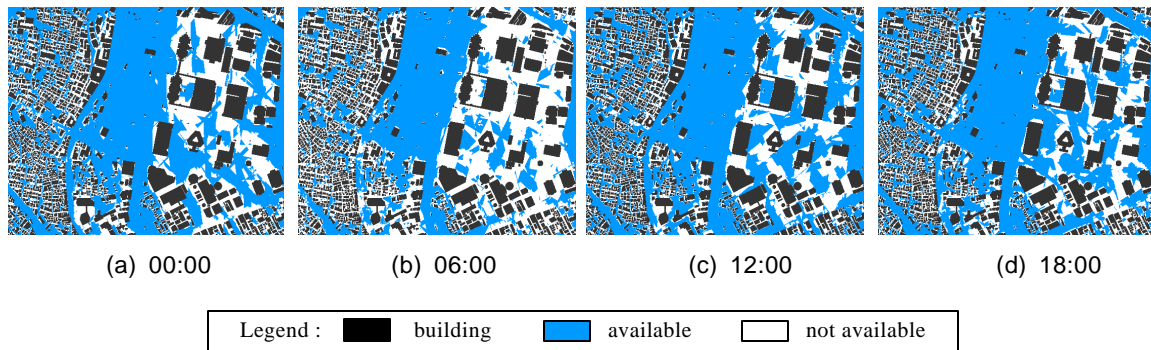 (a) 00:00 (b) 06:00 (c) 12:00 (d) 18:00
Legend : building available not available